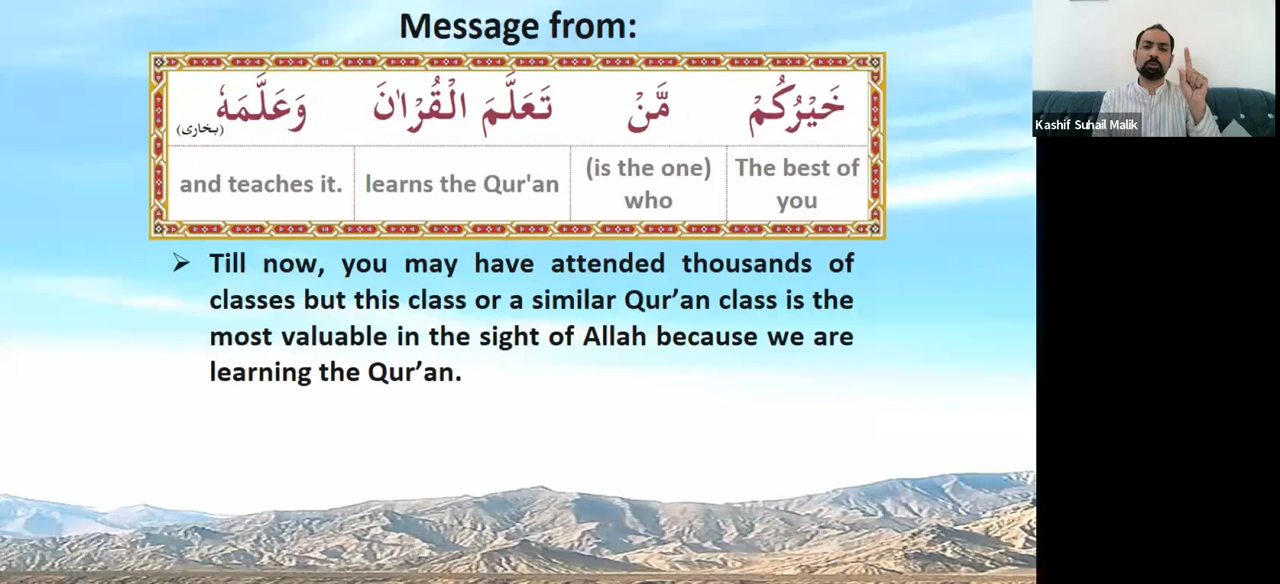 Message from:
خَيْرُكُمْ مَّنْ تَعَلَّمَ الْقُرْاٰنَ وَعَلَّمَهٗ (بخاری)
The best of you
(is the one) who
learns the Qur'an
and teaches it.
➢ Till now, you may have attended thousands of
classes but this class or a similar Qur’an class is the
most valuable in the sight of Allah because we are
learning the Qur’an.
Kashif Suhail Malik